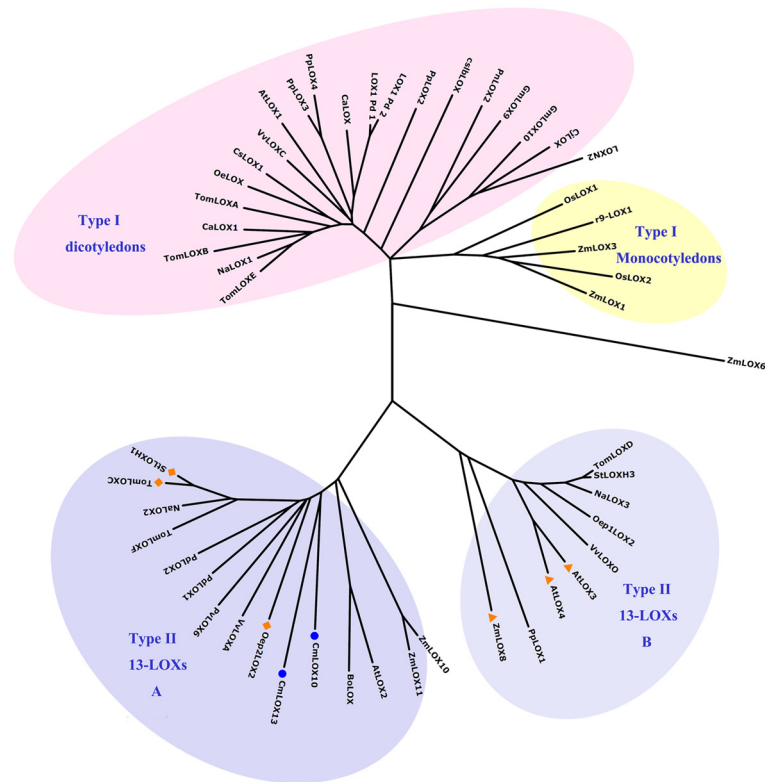 PpLOX4
PpLOX3
AtLOX1
VvLOXC
CsLOX1
OeLOX
TomLOXA
CaLOX1
TomLOXB
NaLOX1
TomLOXE
CaLOX
LOX1 Pd 1
LOX1 Pd 2
PpLOX2
cslbLOX
PnLOX2
GmLOX9
GmLOX10
CjLOX
LOXN2
Type I
dicotyledons
OsLOX1
r9-LOX1
ZmLOX3
OsLOX2
ZmLOX1
Type I
Monocotyledons
ZmLOX6
StLOXH1
TomLOXC
NaLOX2
TomLOXF
PdLOX2
PdLOX1
PvLOX6
VvLOXA
Oep2LOX2
CmLOX13
CmLOX10
BoLOX
AtLOX2
ZmLOX11
ZmLOX10
Type II
13-LOXs
A
TomLOXD
StLOXH3
NaLOX3
Oep1LOX2
VvLOXO
AtLOX3
AtLOX4
PpLOX1
ZmLOX8
Type II
13-LOXs
B